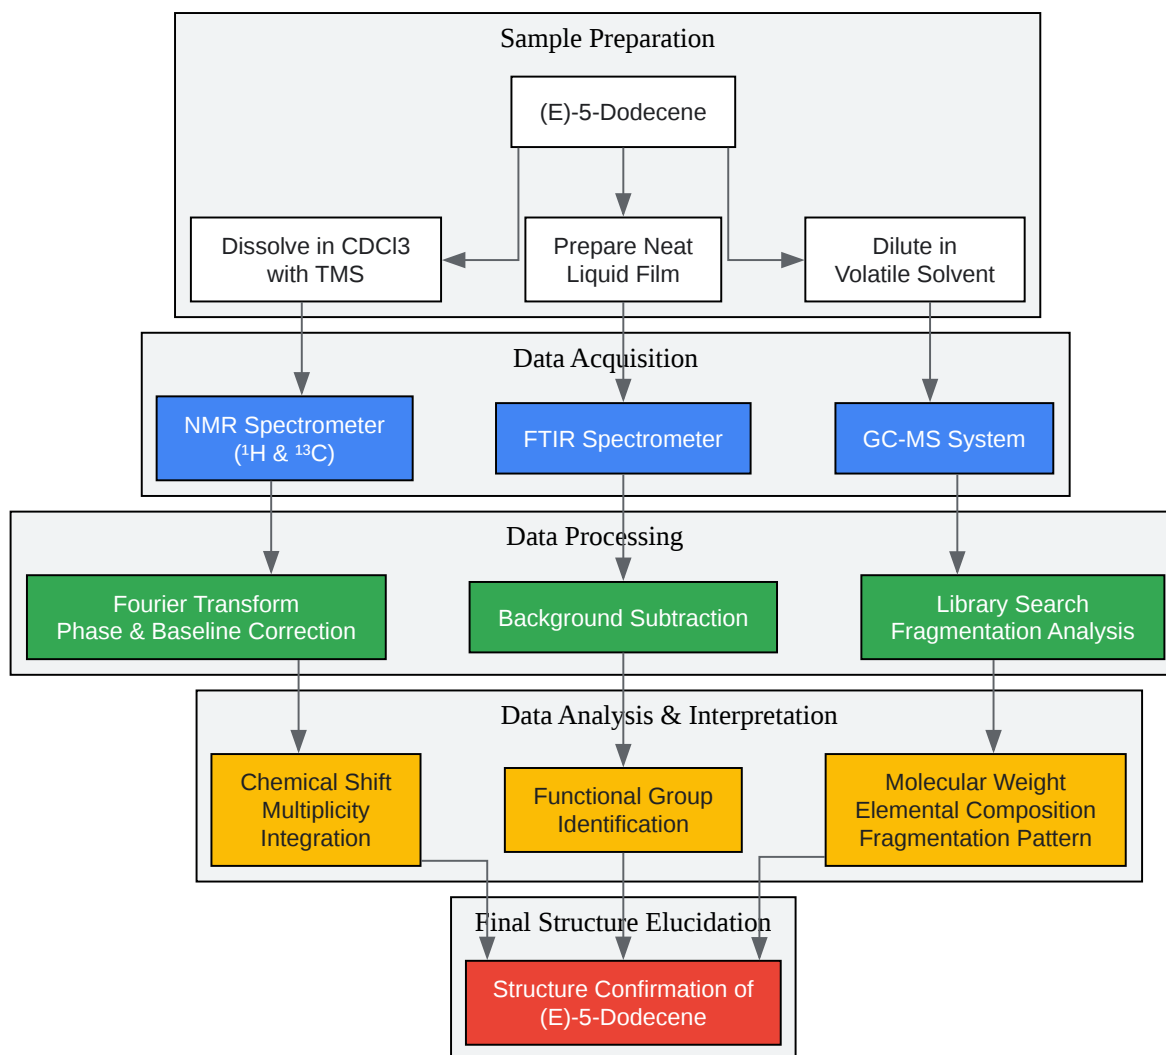 Sample Preparation
(E)-5-Dodecene
Dissolve in CDCl3
with TMS
Prepare Neat
Liquid Film
Dilute in
Volatile Solvent
Data Acquisition
NMR Spectrometer
(¹H & ¹³C)
FTIR Spectrometer
GC-MS System
Data Processing
Fourier Transform
Phase & Baseline Correction
Background Subtraction
Library Search
Fragmentation Analysis
Data Analysis & Interpretation
Chemical Shift
Multiplicity
Integration
Functional Group
Identification
Molecular Weight
Elemental Composition
Fragmentation Pattern
Final Structure Elucidation
Structure Confirmation of
(E)-5-Dodecene